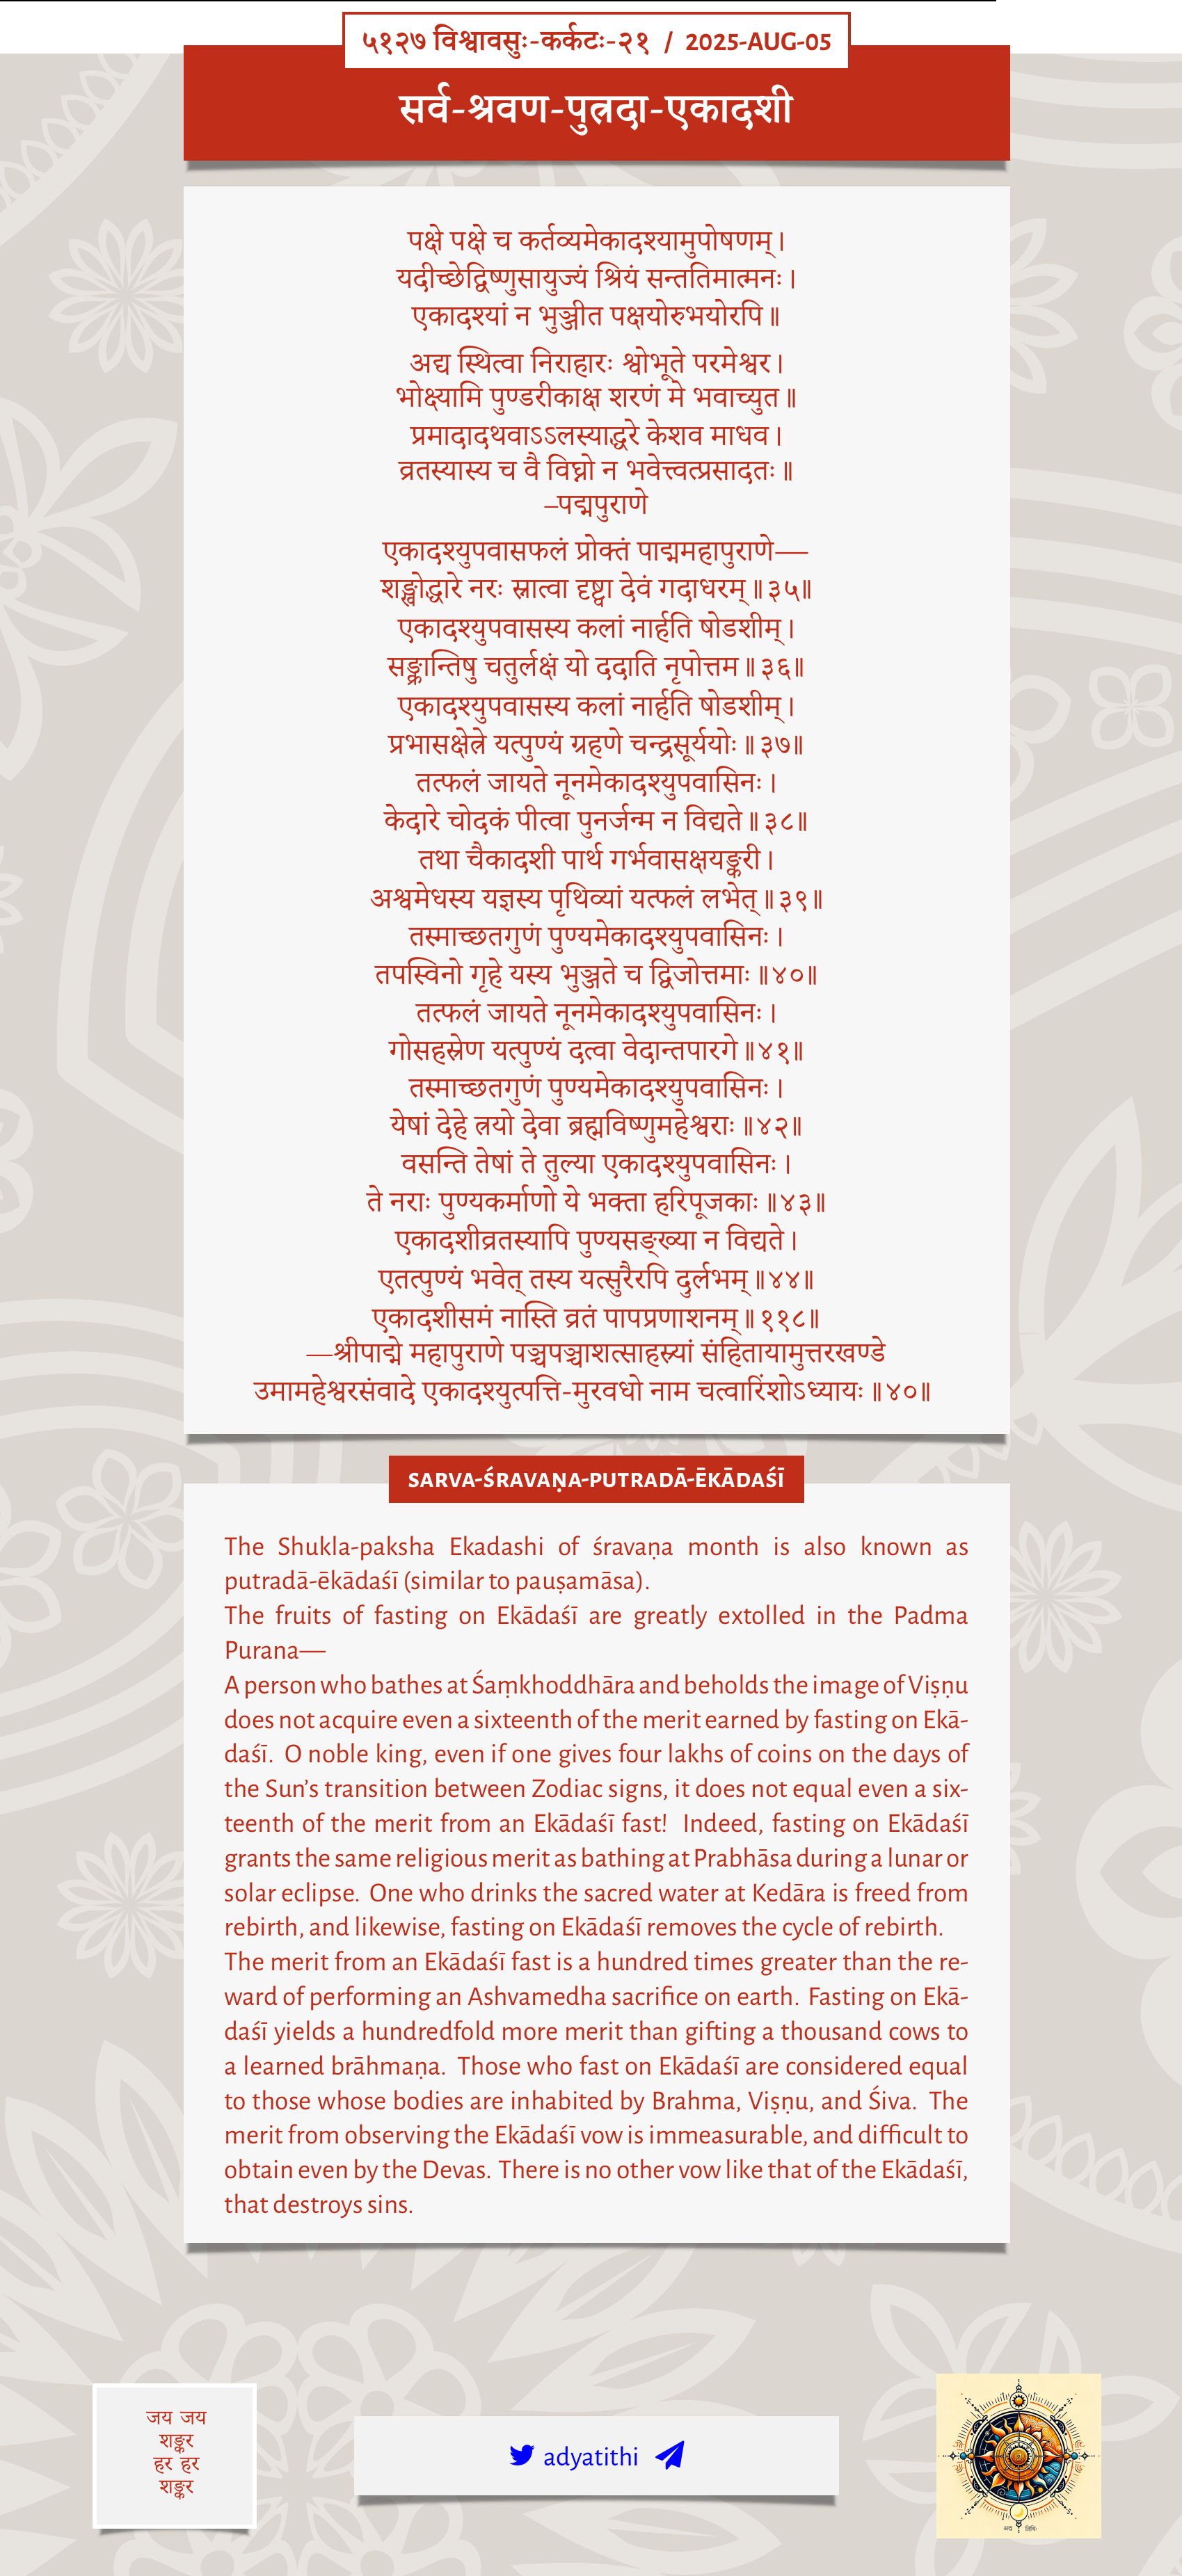 ५१२७ विश्वावसुः-कर्कटः-२१ / 2025-AUG-05
सर्व-श्रवण-पुत्रदा-एकादशी
पक्षे पक्षे च कर्तव्यमेकादश्यामुपोषणम्।
यदीच्छेद्विष्णुसायुज्यं श्रियं सन्ततिमात्मनः।
एकादश्यां न भुञ्जीत पक्षयोरुभयोरपि॥
अद्य स्थित्वा निराहारः श्वोभूते परमेश्वर।
भोक्ष्यामि पुण्डरीकाक्ष शरणं मे भवाच्युत॥
प्रमादादथवाऽऽलस्याद्धरे केशव माधव।
व्रतस्यास्य च वै विघ्नो न भवेत्त्वत्प्रसादतः॥
–पद्मपुराणे
एकादश्युपवासफलं प्रोक्तं पाद्ममहापुराणे—
शङ्खोद्धारे नरः स्नात्वा दृष्ट्वा देवं गदाधरम्॥३५॥
एकादश्युपवासस्य कलां नार्हति षोडशीम्।
सङ्क्रान्तिषु चतुर्लक्षं यो ददाति नृपोत्तम॥३६॥
एकादश्युपवासस्य कलां नार्हति षोडशीम्।
प्रभासक्षेत्रे यत्पुण्यं ग्रहणे चन्द्रसूर्ययोः॥३७॥
तत्फलं जायते नूनमेकादश्युपवासिनः।
केदारे चोदकं पीत्वा पुनर्जन्म न विद्यते॥३८॥
तथा चैकादशी पार्थ गर्भवासक्षयङ्करी।
अश्वमेधस्य यज्ञस्य पृथिव्यां यत्फलं लभेत्॥३९॥
तस्माच्छतगुणं पुण्यमेकादश्युपवासिनः।
तपस्विनो गृहे यस्य भुञ्जते च द्विजोत्तमाः॥४०॥
तत्फलं जायते नूनमेकादश्युपवासिनः।
गोसहस्रेण यत्पुण्यं दत्वा वेदान्तपारगे॥४१॥
तस्माच्छतगुणं पुण्यमेकादश्युपवासिनः।
येषां देहे त्रयो देवा ब्रह्मविष्णुमहेश्वराः॥४२॥
वसन्ति तेषां ते तुल्या एकादश्युपवासिनः।
ते नराः पुण्यकर्माणो ये भक्ता हरिपूजकाः॥४३॥
एकादशीव्रतस्यापि पुण्यसङ्ख्या न विद्यते।
एतत्पुण्यं भवेत् तस्य यत्सुरैरपि दुर्लभम्॥४४॥
एकादशीसमं नास्ति व्रतं पापप्रणाशनम्॥११८॥
—श्रीपाद्मे महापुराणे पञ्चपञ्चाशत्साहस्र्यां संहितायामुत्तरखण्डे
उमामहेश्वरसंवादे एकादश्युत्पत्ति-मुरवधो नाम चत्वारिंशोऽध्यायः॥४०॥
SARVA-ŚRAVAṆA-PUTRADĀ-ĒKĀDAŚĪ
The Shukla-paksha Ekadashi of śravaṇa month is also known as
putradā-ēkādaśī (similar to pauṣamāsa).
The fruits of fasting on Ekādaśī are greatly extolled in the Padma
Purana—
A person who bathes at Śaṃkhoddhāra and beholds the image of Viṣṇu
does not acquire even a sixteenth of the merit earned by fasting on Ekā-
daśī. O noble king, even if one gives four lakhs of coins on the days of
the Sun's transition between Zodiac signs, it does not equal even a six-
teenth of the merit from an Ekādaśī fast! Indeed, fasting on Ekādaśī
grants the same religious merit as bathing at Prabhāsa during a lunar or
solar eclipse. One who drinks the sacred water at Kedāra is freed from
rebirth, and likewise, fasting on Ekādaśī removes the cycle of rebirth.
The merit from an Ekādaśī fast is a hundred times greater than the re-
ward of performing an Ashvamedha sacrifice on earth. Fasting on Ekā-
daśī yields a hundredfold more merit than gifting a thousand cows to
a learned brāhmaṇa. Those who fast on Ekādaśī are considered equal
to those whose bodies are inhabited by Brahma, Viṣṇu, and Śiva. The
merit from observing the Ekādaśī vow is immeasurable, and difficult to
obtain even by the Devas. There is no other vow like that of the Ekādaśī,
that destroys sins.
जय जय
शङ्कर
हर हर
शङ्कर
adyatithi
अद्य तिथिः